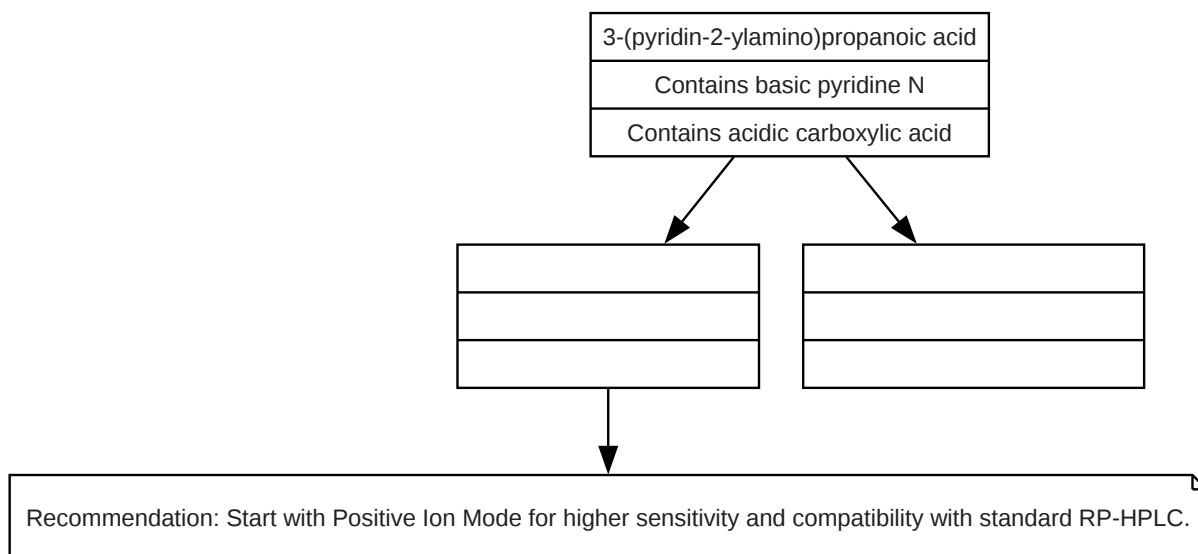 3-(pyridin-2-ylamino)propanoic acid
Contains basic pyridine N
Contains acidic carboxylic acid
Recommendation: Start with Positive Ion Mode for higher sensitivity and compatibility with standard RP-HPLC.